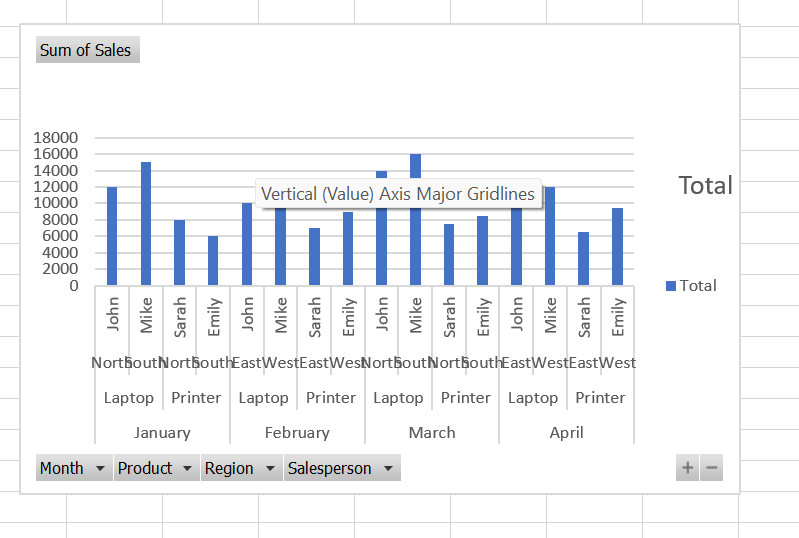 Sum of Sales
Total
18000
16000
14000
12000
10000
8000
6000
4000
2000
0
Vertical (Value) Axis Major Gridlines
Total
John Mike Sarah Emily John Mike Sarah Emily John Mike Sarah Emily John Mike Sarah Emily
North South North South East West East West North South North South East West East West
Laptop Printer Laptop Printer Laptop Printer Laptop Printer
January February March April
Month Product Region Salesperson